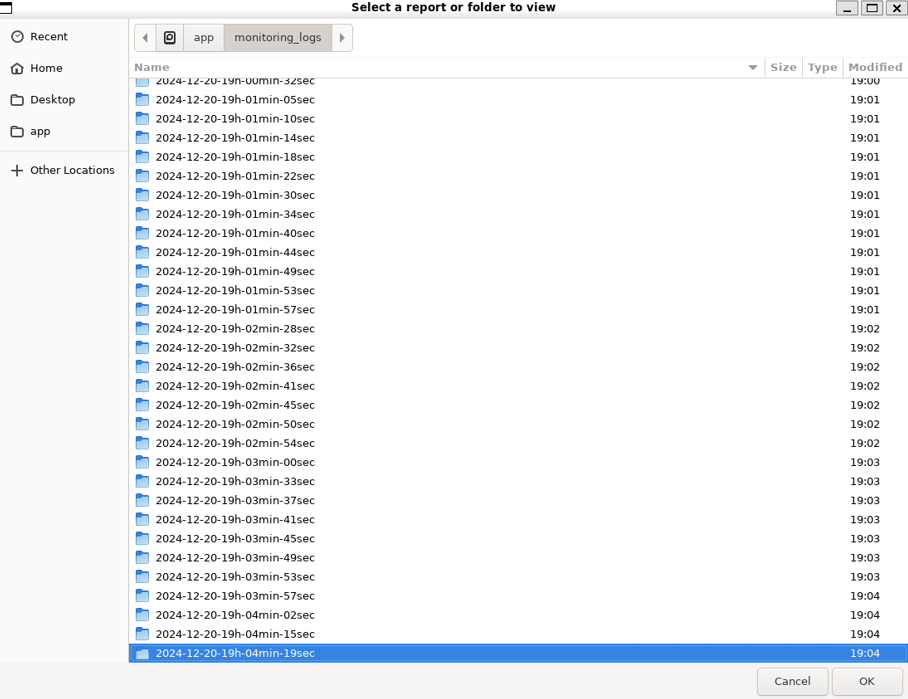 Select a report or folder to view
Recent
Home
Desktop
app
Other Locations
app monitoring_logs
Name Size Type Modified
2024-12-20-19h-00min-32sec 19:00
2024-12-20-19h-01min-05sec 19:01
2024-12-20-19h-01min-10sec 19:01
2024-12-20-19h-01min-14sec 19:01
2024-12-20-19h-01min-18sec 19:01
2024-12-20-19h-01min-22sec 19:01
2024-12-20-19h-01min-30sec 19:01
2024-12-20-19h-01min-34sec 19:01
2024-12-20-19h-01min-40sec 19:01
2024-12-20-19h-01min-44sec 19:01
2024-12-20-19h-01min-49sec 19:01
2024-12-20-19h-01min-53sec 19:01
2024-12-20-19h-01min-57sec 19:01
2024-12-20-19h-02min-28sec 19:02
2024-12-20-19h-02min-32sec 19:02
2024-12-20-19h-02min-36sec 19:02
2024-12-20-19h-02min-41sec 19:02
2024-12-20-19h-02min-45sec 19:02
2024-12-20-19h-02min-50sec 19:02
2024-12-20-19h-02min-54sec 19:02
2024-12-20-19h-03min-00sec 19:03
2024-12-20-19h-03min-33sec 19:03
2024-12-20-19h-03min-37sec 19:03
2024-12-20-19h-03min-41sec 19:03
2024-12-20-19h-03min-45sec 19:03
2024-12-20-19h-03min-49sec 19:03
2024-12-20-19h-03min-53sec 19:03
2024-12-20-19h-03min-57sec 19:04
2024-12-20-19h-04min-02sec 19:04
2024-12-20-19h-04min-15sec 19:04
2024-12-20-19h-04min-19sec 19:04
Cancel OK